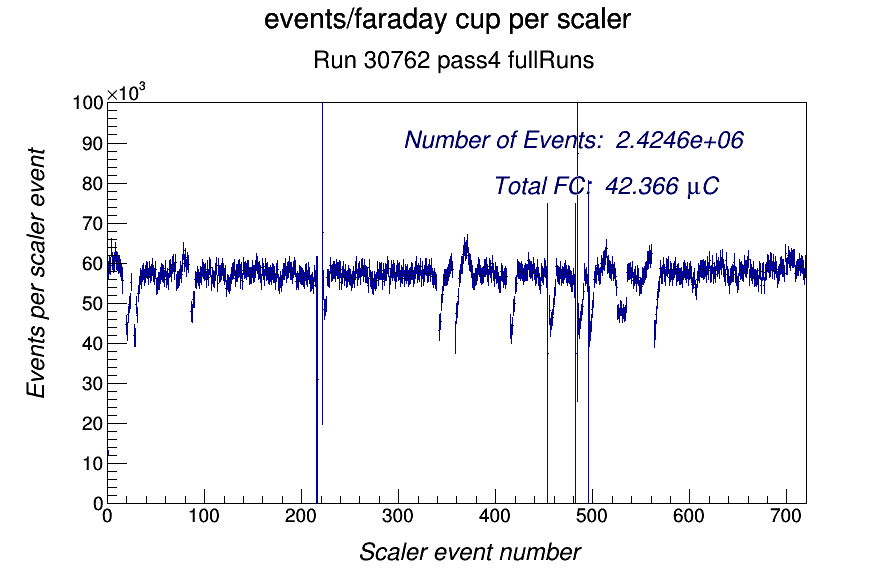 events/faraday cup per scaler
Run 30762 pass4 fullRuns
×10³
100
90
80
70
60
50
40
30
20
10
0
Events per scaler event
Number of Events: 2.4246e+06
Total FC: 42.366 μC
0 100 200 300 400 500 600 700
Scaler event number